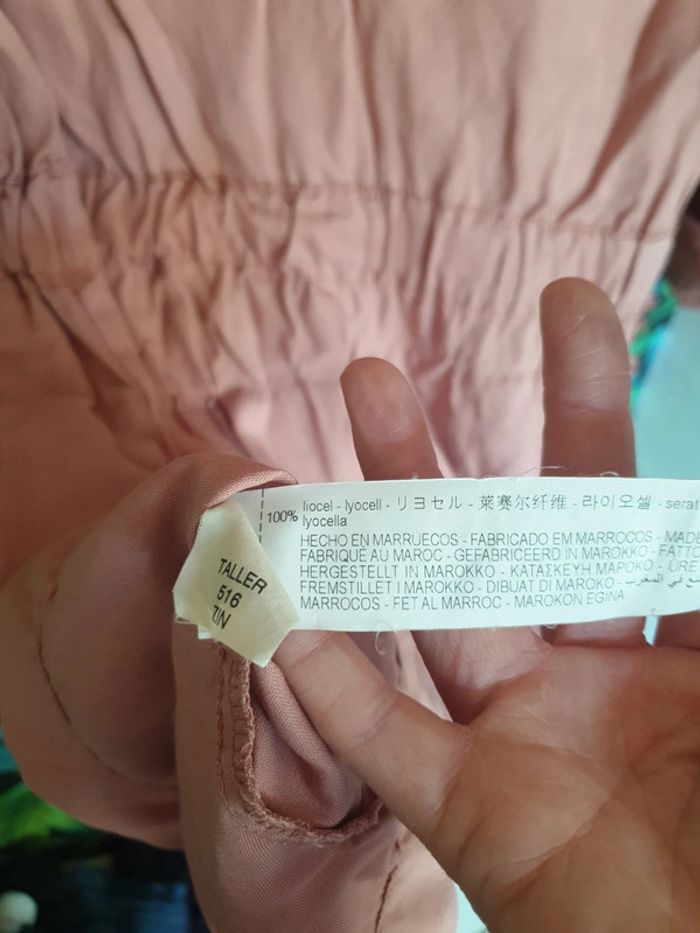 TALLER
516
100% liocel - lyocell - リヨセル - 莱赛尔纤维 - 라이오셀 -
lyocella
HECHO EN MARRUECOS - FABRICADO EM MARROCOS - MADE
FABRIQUÉ AU MAROC - GEFABRICEERD IN MAROKKO -
HERGESTELLT IN MAROKKO - ΚΑΤΑΣΚΕΥΗ ΜΑΡΟΚΟ -
FREMSTILLET I MAROKKO - DIBUAT DI MAROKO -
MARROCOS - FET AL MARROC - MAROKON EGINA